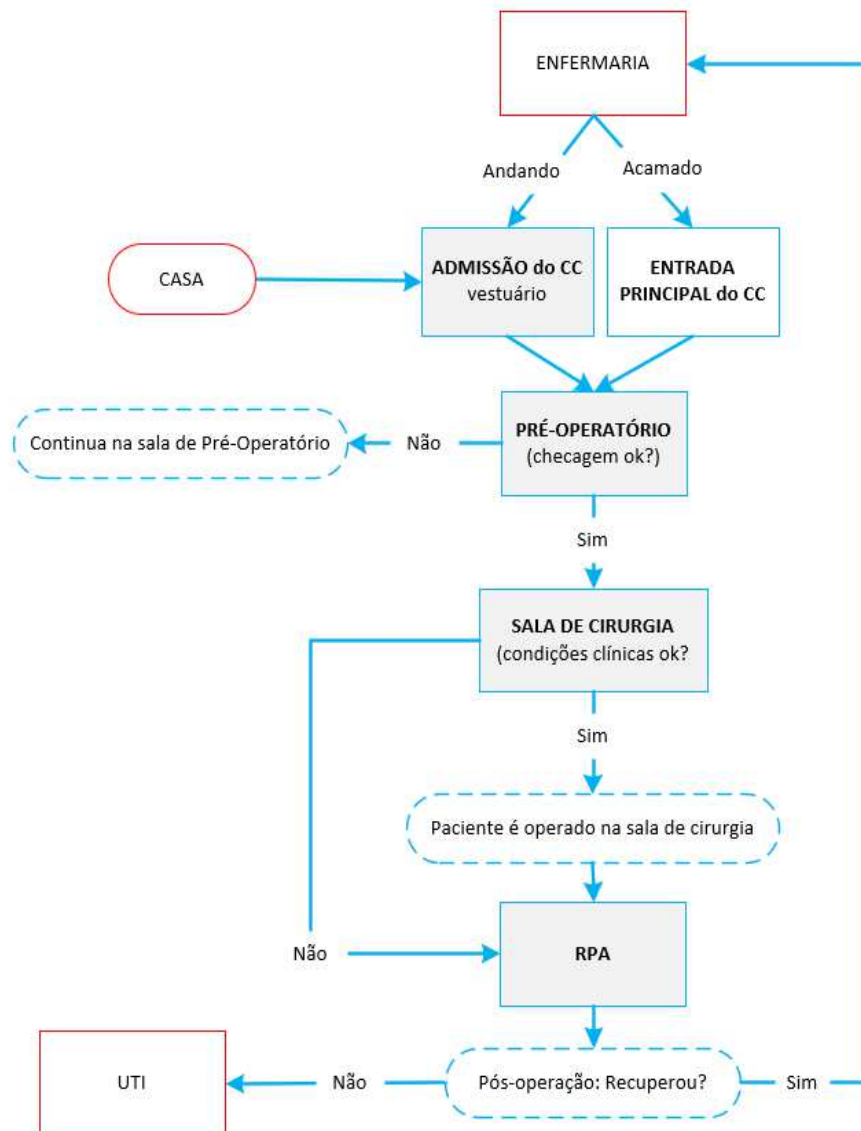 ENFERMARIA
Andando
Acamado
CASA
ADMISSÃO do CC
vestuário
ENTRADA
PRINCIPAL do CC
Continua na sala de Pré-Operatório
Não
PRÉ-OPERATÓRIO
(checagem ok?)
Sim
SALA DE CIRURGIA
(condições clínicas ok?
Sim
Paciente é operado na sala de cirurgia
Não
RPA
UTI
Não
Pós-operação: Recuperou?
Sim